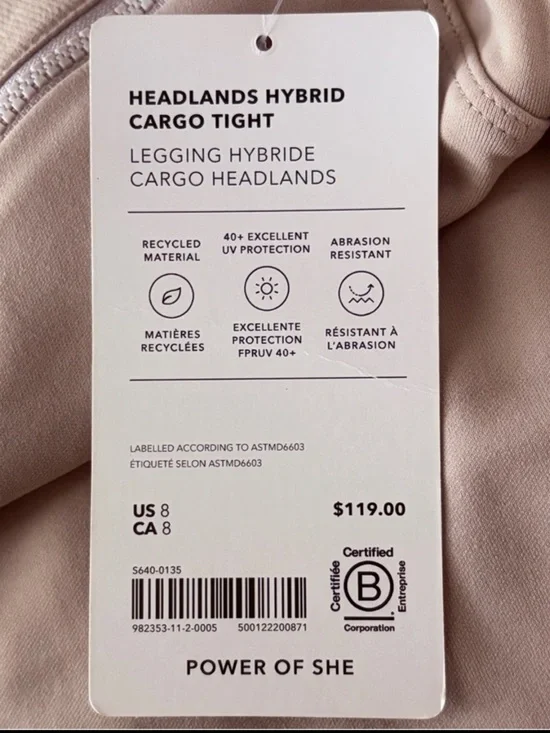 HEADLANDS HYBRID
CARGO TIGHT
LEGGING HYBRIDE
CARGO HEADLANDS
RECYCLED
MATERIAL
40+ EXCELLENT
UV PROTECTION
ABRASION
RESISTANT
MATIÈRES
RECYCLÉES
EXCELLENTE
PROTECTION
FPRUV 40+
RÉSISTANT À
L'ABRASION
LABELLED ACCORDING TO ASTMD6603
ÉTIQUETÉ SELON ASTMD6603
US 8
CA 8
$119.00
S640-0135
982353-11-2-0005 500122200871
Certified
Certifiée
B
Entreprise
Corporation
POWER OF SHE